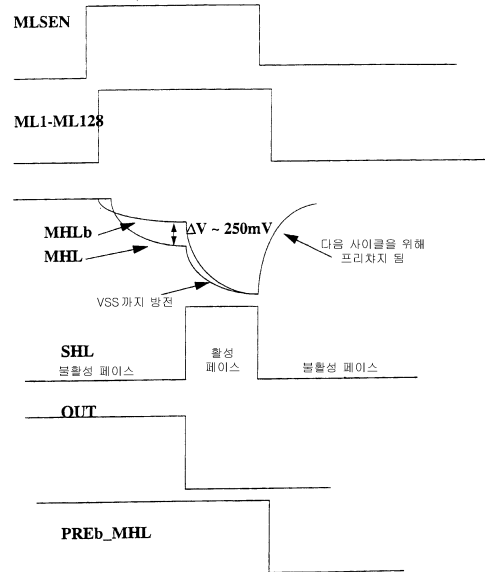 MLSEN
ML1-ML128
MHLb
ΔV ~ 250mV
MHL
다음 사이클을 위해
프리챠지 됨
VSS까지 방전
SHL
활성
페이스
불활성 페이스
불활성 페이스
OUT
PREb_MHL